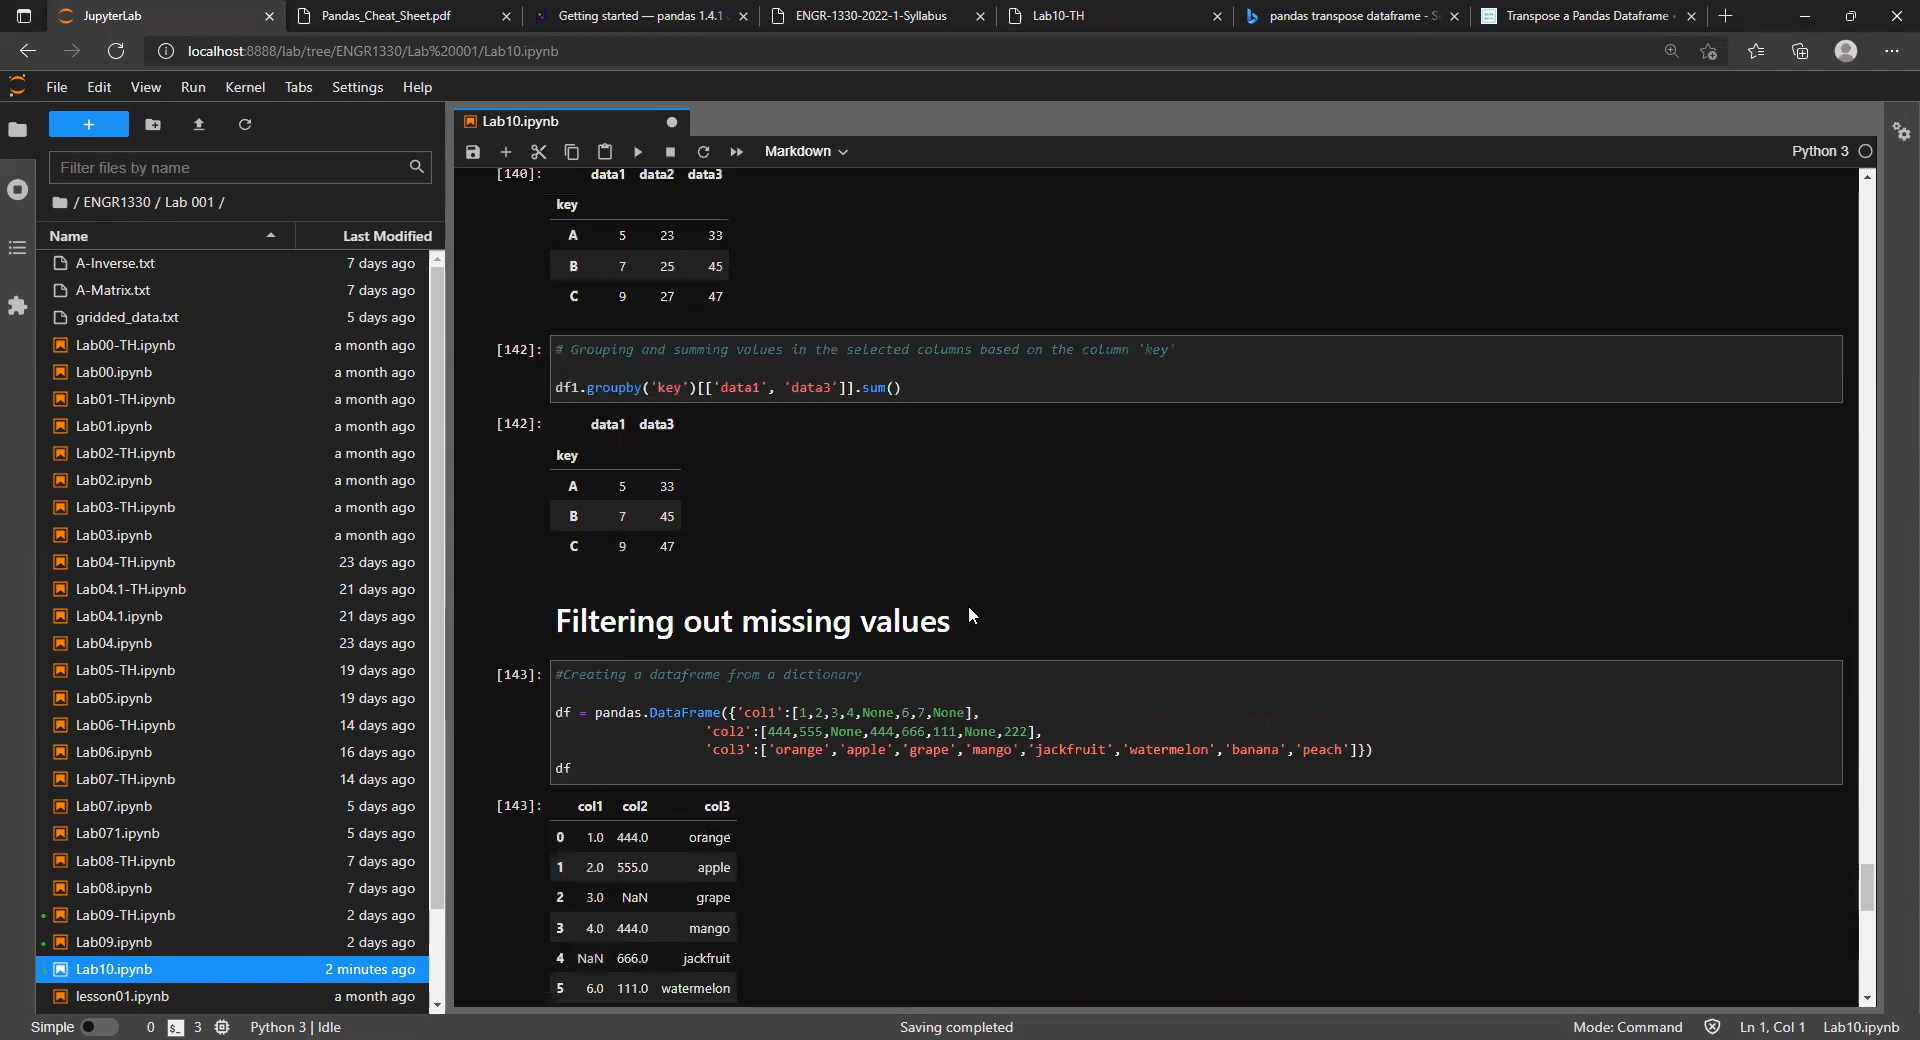 JupyterLab
Pandas_Cheat_Sheet.pdf
Getting started — pandas 1.4.1
ENGR-1330-2022-1-Syllabus
Lab10-TH
pandas transpose dataframe - S
Transpose a Pandas Dataframe
localhost:8888/lab/tree/ENGR1330/Lab%20001/Lab10.ipynb
File Edit View Run Kernel Tabs Settings Help
Filter files by name
/ ENGR1330 / Lab 001 /
Name Last Modified
A-Inverse.txt 7 days ago
A-Matrix.txt 7 days ago
gridded_data.txt 5 days ago
Lab00-TH.ipynb a month ago
Lab00.ipynb a month ago
Lab01-TH.ipynb a month ago
Lab01.ipynb a month ago
Lab02-TH.ipynb a month ago
Lab02.ipynb a month ago
Lab03-TH.ipynb a month ago
Lab03.ipynb a month ago
Lab04-TH.ipynb 23 days ago
Lab04.1-TH.ipynb 21 days ago
Lab04.1.ipynb 21 days ago
Lab04.ipynb 23 days ago
Lab05-TH.ipynb 19 days ago
Lab05.ipynb 19 days ago
Lab06-TH.ipynb 14 days ago
Lab06.ipynb 16 days ago
Lab07-TH.ipynb 14 days ago
Lab07.ipynb 5 days ago
Lab071.ipynb 5 days ago
Lab08-TH.ipynb 7 days ago
Lab08.ipynb 7 days ago
Lab09-TH.ipynb 2 days ago
Lab09.ipynb 2 days ago
Lab10.ipynb 2 minutes ago
lesson01.ipynb a month ago
Lab10.ipynb
Markdown
Python 3
[140]: data1 data2 data3
key
A 5 23 33
B 7 25 45
C 9 27 47
[142]: # Grouping and summing values in the selected columns based on the column 'key'
df1.groupby('key')[['data1', 'data3']].sum()
[142]: data1 data3
key
A 5 33
B 7 45
C 9 47
Filtering out missing values
[143]: #Creating a dataframe from a dictionary
df = pandas.DataFrame({'col1':[1,2,3,4,None,6,7,None],
'col2':[444,555,None,444,666,111,None,222],
'col3':['orange','apple','grape','mango','jackfruit','watermelon','banana','peach']})
df
[143]: col1 col2 col3
0 1.0 444.0 orange
1 2.0 555.0 apple
2 3.0 NaN grape
3 4.0 444.0 mango
4 NaN 666.0 jackfruit
5 6.0 111.0 watermelon
Simple 0 3 Python 3 | Idle Saving completed Mode: Command Ln 1, Col 1 Lab10.ipynb